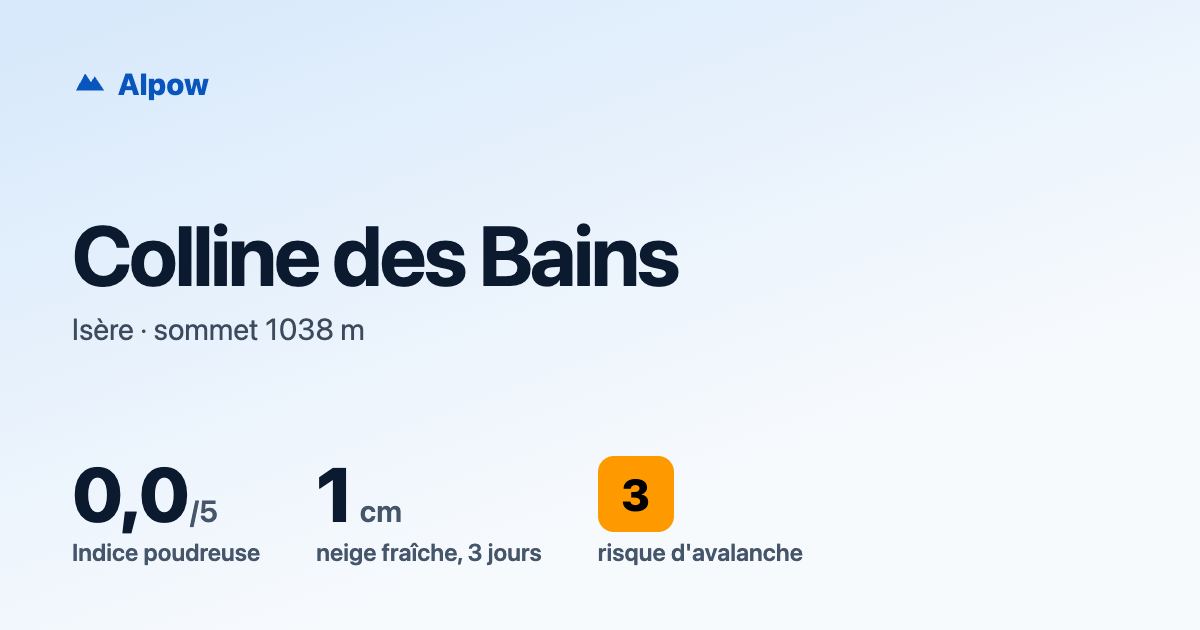 Alpow
Colline des Bains
Isère · sommet 1038 m
0,0/5
Indice poudreuse
1 cm
neige fraîche, 3 jours
3
risque d'avalanche